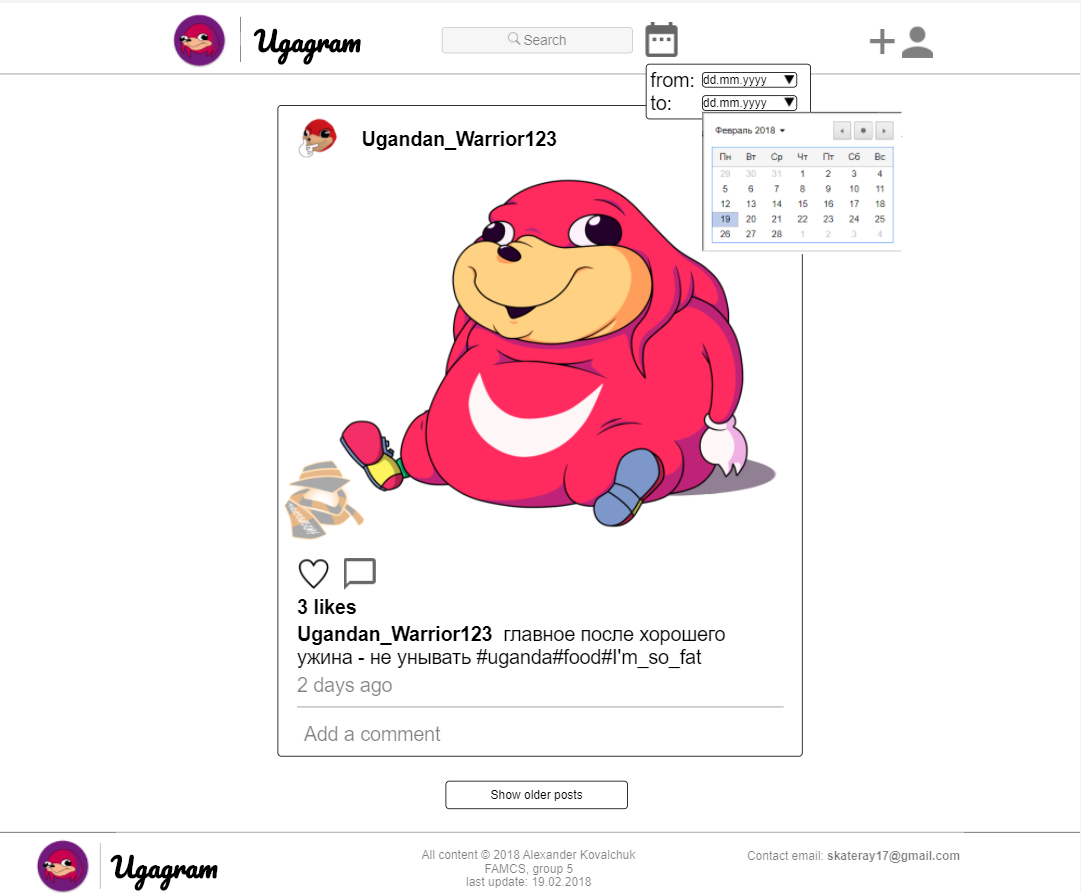 Ugagram
Search
from: dd.mm.yyyy
to: dd.mm.yyyy
Февраль 2018
Пн Вт Ср Чт Пт Сб Вс
29 30 31 1 2 3 4
5 6 7 8 9 10 11
12 13 14 15 16 17 18
19 20 21 22 23 24 25
26 27 28 1 2 3 4
Ugandan_Warrior123
3 likes
Ugandan_Warrior123 главное после хорошего
ужина - не унывать #uganda#food#I'm_so_fat
2 days ago
Add a comment
Show older posts
Ugagram
All content © 2018 Alexander Kovalchuk
FAMCS, group 5
last update: 19.02.2018
Contact email: skateray17@gmail.com